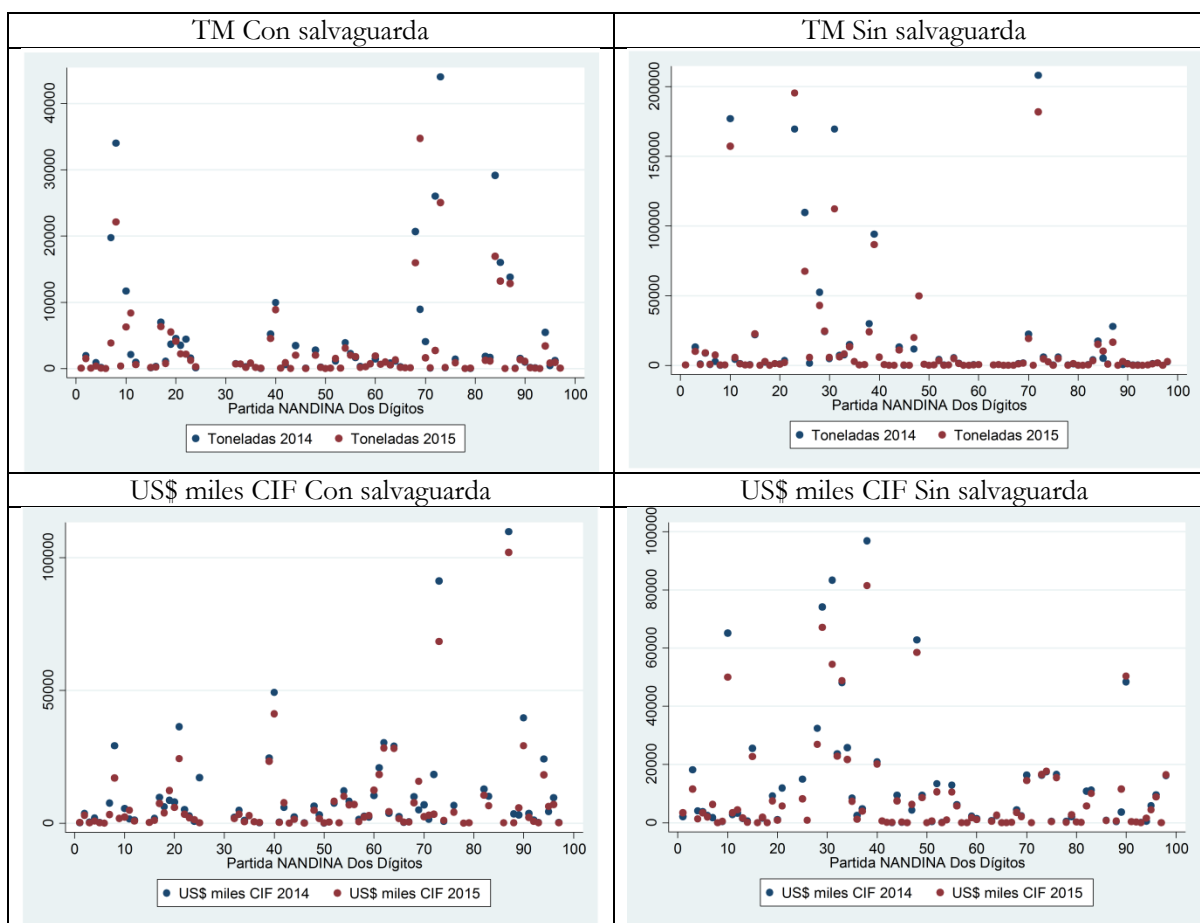 TM Con salvaguarda
TM Sin salvaguarda
40000
30000
20000
10000
0
0 10 20 30 40 50 60 70 80 90 100
Partida NANDINA Dos Dígitos
Toneladas 2014 Toneladas 2015
200000
150000
100000
50000
0
0 10 20 30 40 50 60 70 80 90 100
Partida NANDINA Dos Dígitos
Toneladas 2014 Toneladas 2015
US$ miles CIF Con salvaguarda
US$ miles CIF Sin salvaguarda
100000
50000
0
0 10 20 30 40 50 60 70 80 90 100
Partida NANDINA Dos Dígitos
US$ miles CIF 2014 US$ miles CIF 2015
100000
80000
60000
40000
20000
0
0 10 20 30 40 50 60 70 80 90 100
Partida NANDINA Dos Dígitos
US$ miles CIF 2014 US$ miles CIF 2015